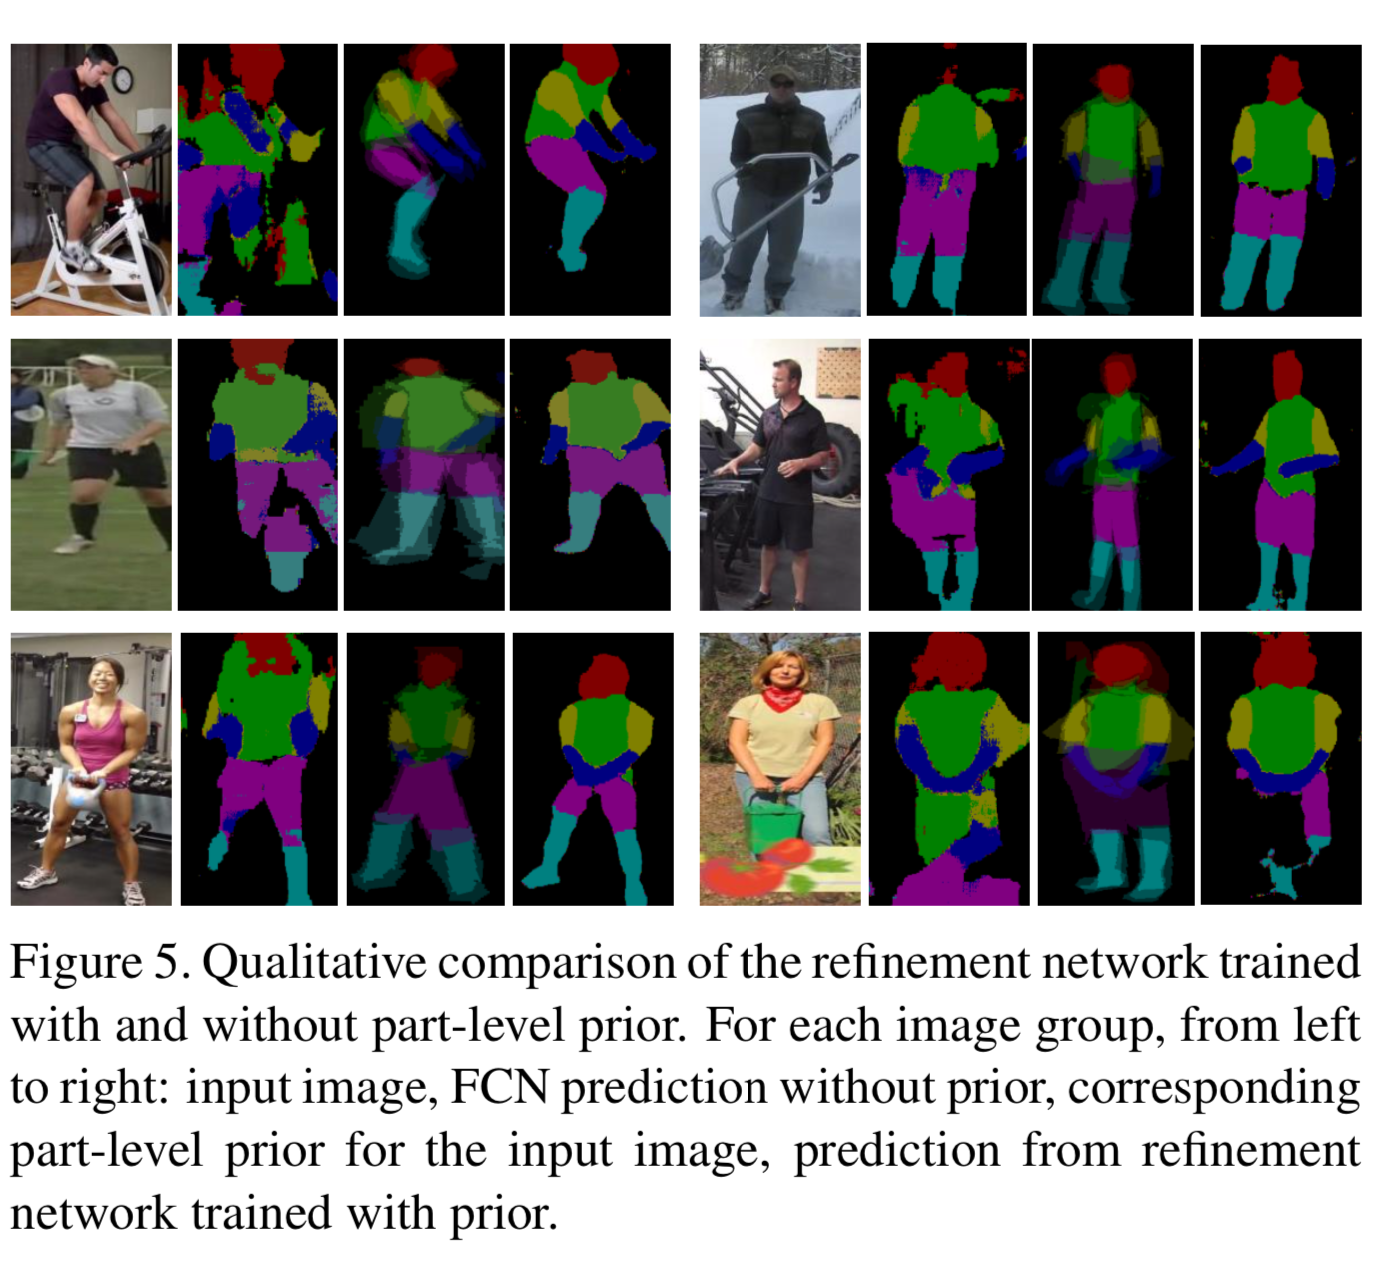 Figure 5. Qualitative comparison of the refinement network trained
with and without part-level prior. For each image group, from left
to right: input image, FCN prediction without prior, corresponding
part-level prior for the input image, prediction from refinement
network trained with prior.